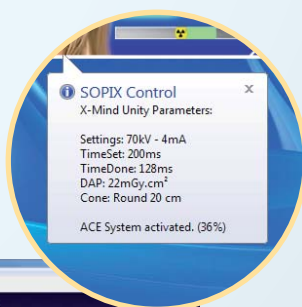 SOPIX Control
X-Mind Unity Parameters:
Settings: 70kV - 4mA
TimeSet: 200ms
TimeDone: 128ms
DAP: 22mGy.cm²
Cone: Round 20 cm
ACE System activated. (36%)